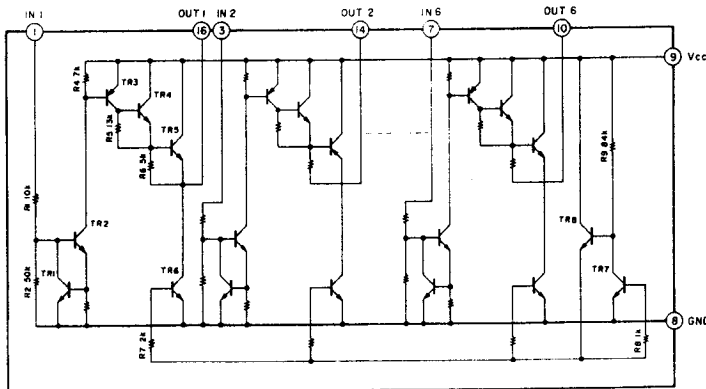 IN 1
OUT 1
IN 2
OUT 2
IN 6
OUT 6
1
16
3
14
7
10
9
Vcc
R4 7k
TR3
TR4
R5 13k
TR5
R6 5k
R9 84k
R1 10k
TR2
TR8
TR1
R2 50k
TR6
TR7
8
GND
R7 2k
R8 1k